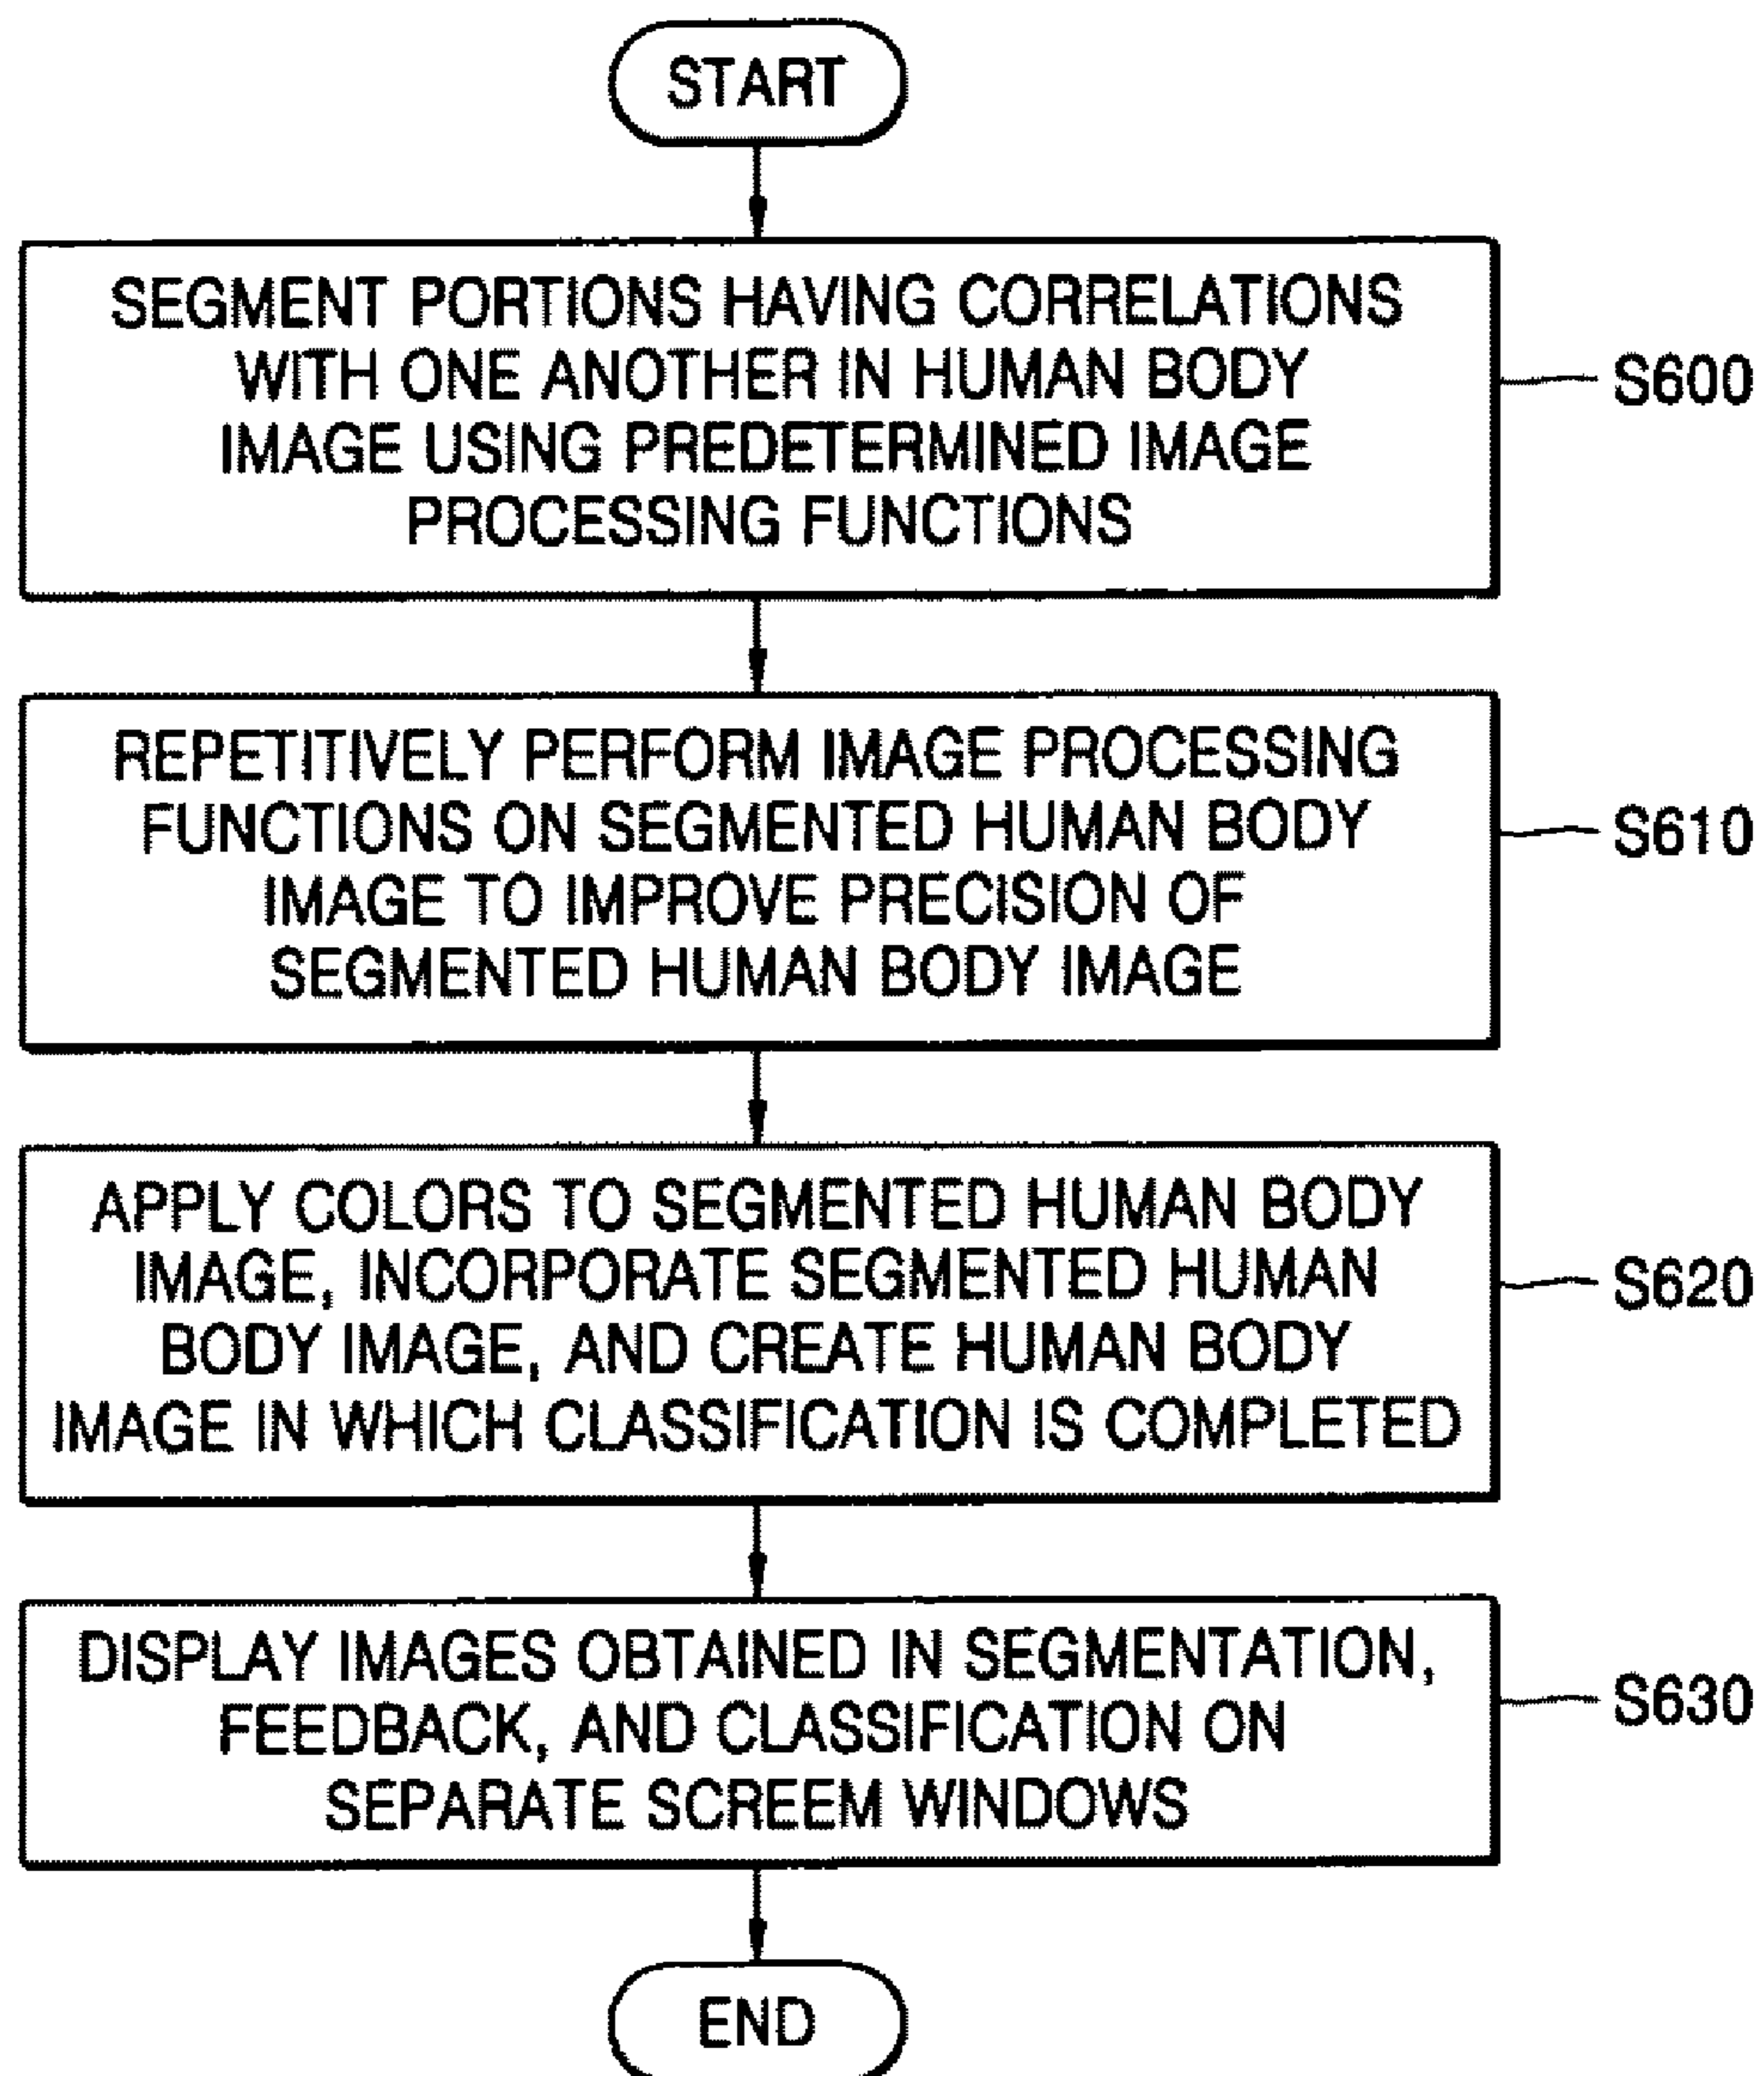 START
SEGMENT PORTIONS HAVING CORRELATIONS
WITH ONE ANOTHER IN HUMAN BODY
IMAGE USING PREDETERMINED IMAGE
PROCESSING FUNCTIONS
S600
REPETITIVELY PERFORM IMAGE PROCESSING
FUNCTIONS ON SEGMENTED HUMAN BODY
IMAGE TO IMPROVE PRECISION OF
SEGMENTED HUMAN BODY IMAGE
S610
APPLY COLORS TO SEGMENTED HUMAN BODY
IMAGE, INCORPORATE SEGMENTED HUMAN
BODY IMAGE, AND CREATE HUMAN BODY
IMAGE IN WHICH CLASSIFICATION IS COMPLETED
S620
DISPLAY IMAGES OBTAINED IN SEGMENTATION,
FEEDBACK, AND CLASSIFICATION ON
SEPARATE SCREEM WINDOWS
S630
END